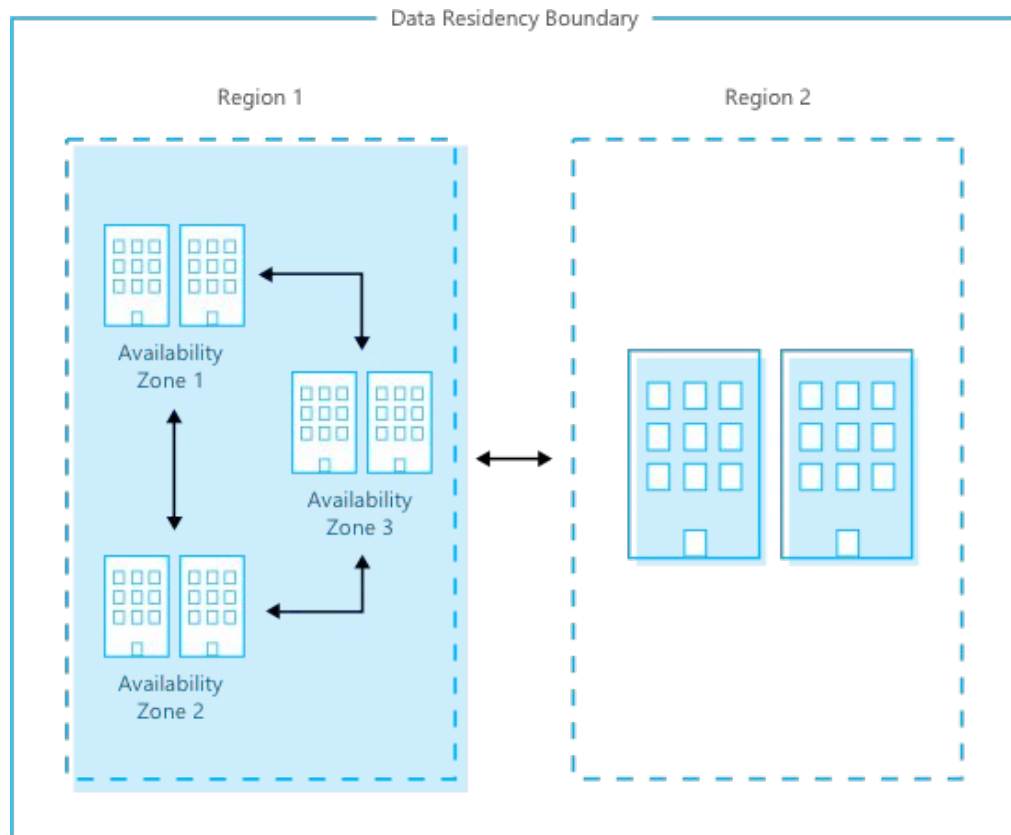 Data Residency Boundary
Region 1
Region 2
Availability
Zone 1
Availability
Zone 3
Availability
Zone 2